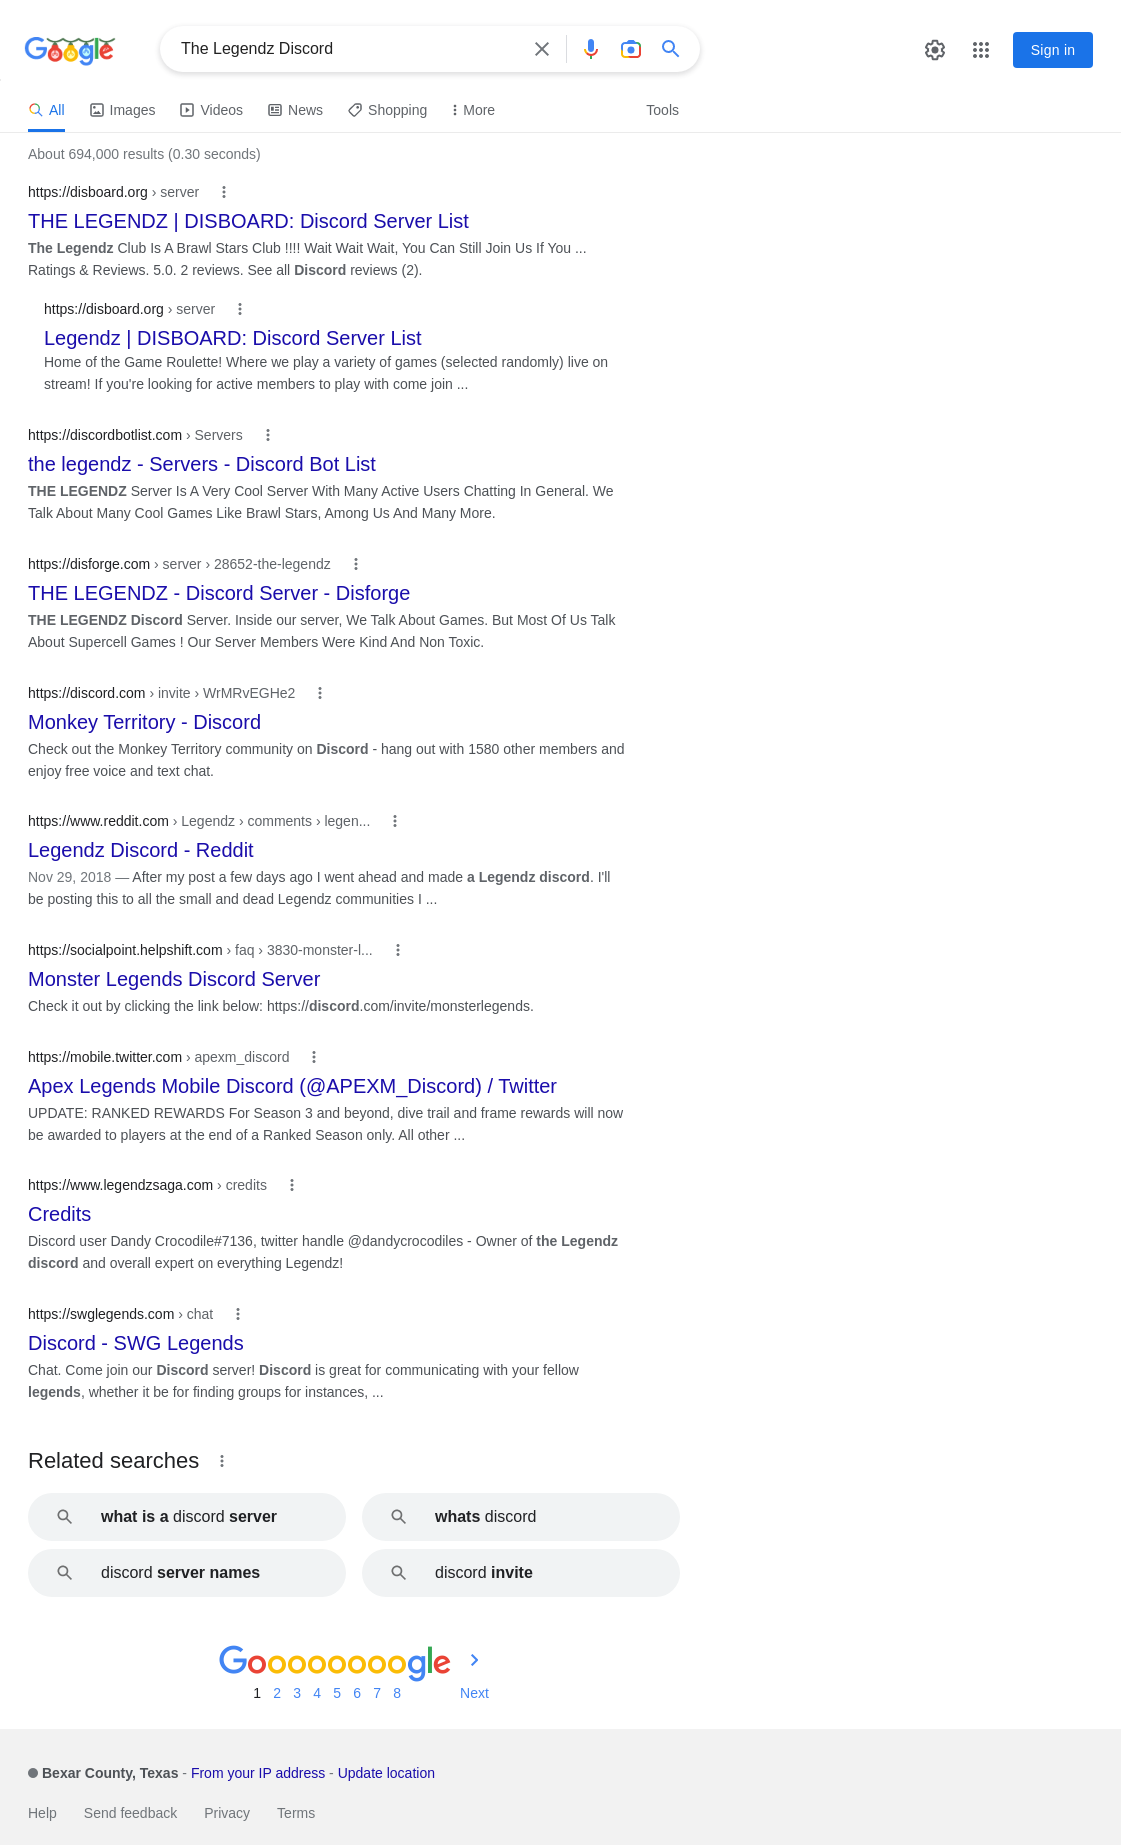 Google
The Legendz Discord
Sign in
All Images Videos News Shopping More Tools
About 694,000 results (0.30 seconds)
https://disboard.org › server
THE LEGENDZ | DISBOARD: Discord Server List
The Legendz Club Is A Brawl Stars Club !!!! Wait Wait Wait, You Can Still Join Us If You ...
Ratings & Reviews. 5.0. 2 reviews. See all Discord reviews (2).
https://disboard.org › server
Legendz | DISBOARD: Discord Server List
Home of the Game Roulette! Where we play a variety of games (selected randomly) live on
stream! If you're looking for active members to play with come join ...
https://discordbotlist.com › Servers
the legendz - Servers - Discord Bot List
THE LEGENDZ Server Is A Very Cool Server With Many Active Users Chatting In General. We
Talk About Many Cool Games Like Brawl Stars, Among Us And Many More.
https://disforge.com › server › 28652-the-legendz
THE LEGENDZ - Discord Server - Disforge
THE LEGENDZ Discord Server. Inside our server, We Talk About Games. But Most Of Us Talk
About Supercell Games ! Our Server Members Were Kind And Non Toxic.
https://discord.com › invite › WrMRvEGHe2
Monkey Territory - Discord
Check out the Monkey Territory community on Discord - hang out with 1580 other members and
enjoy free voice and text chat.
https://www.reddit.com › Legendz › comments › legen...
Legendz Discord - Reddit
Nov 29, 2018 — After my post a few days ago I went ahead and made a Legendz discord. I'll
be posting this to all the small and dead Legendz communities I ...
https://socialpoint.helpshift.com › faq › 3830-monster-l...
Monster Legends Discord Server
Check it out by clicking the link below: https://discord.com/invite/monsterlegends.
https://mobile.twitter.com › apexm_discord
Apex Legends Mobile Discord (@APEXM_Discord) / Twitter
UPDATE: RANKED REWARDS For Season 3 and beyond, dive trail and frame rewards will now
be awarded to players at the end of a Ranked Season only. All other ...
https://www.legendzsaga.com › credits
Credits
Discord user Dandy Crocodile#7136, twitter handle @dandycrocodiles - Owner of the Legendz
discord and overall expert on everything Legendz!
https://swglegends.com › chat
Discord - SWG Legends
Chat. Come join our Discord server! Discord is great for communicating with your fellow
legends, whether it be for finding groups for instances, ...
Related searches
what is a discord server whats discord
discord server names discord invite
Goooooooogle
1 2 3 4 5 6 7 8 Next
Bexar County, Texas - From your IP address - Update location
Help Send feedback Privacy Terms